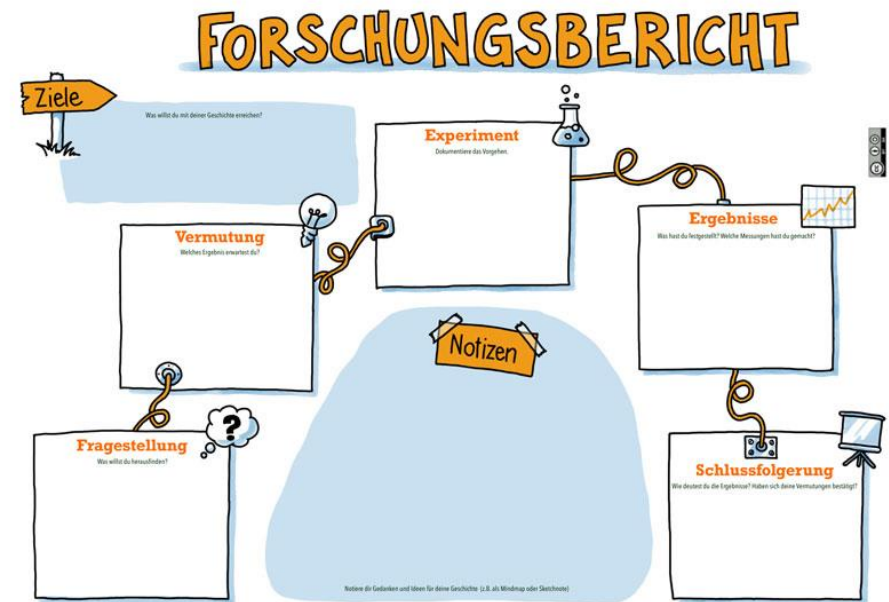 FORSCHUNGSBERICHT
Ziele
Was willst du mit deiner Geschichte erreichen?
Experiment
Dokumentiere das Vorgehen.
Vermutung
Welches Ergebnis erwartest du?
Ergebnisse
Was hast du festgestellt? Welche Messungen hast du gemacht?
Notizen
Notiere dir Gedanken und Ideen für deine Geschichte (z.B. als Mindmap oder Sketchnote)
Fragestellung
Was willst du herausfinden?
?
Schlussfolgerung
Wie deutest du die Ergebnisse? Haben sich deine Vermutungen bestätigt?